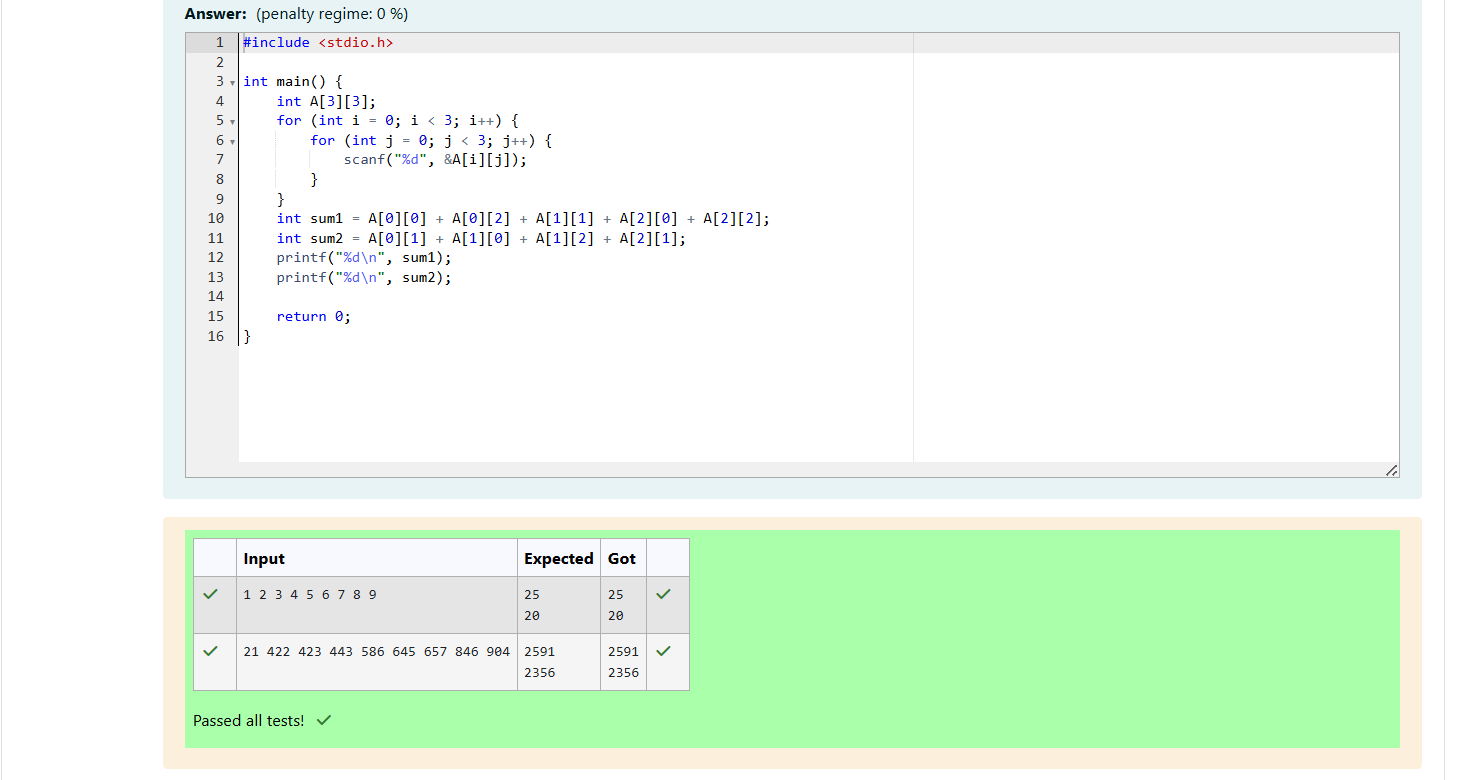 Answer: (penalty regime: 0 %)
1 #include <stdio.h>
2
3 int main() {
4     int A[3][3];
5     for (int i = 0; i < 3; i++) {
6         for (int j = 0; j < 3; j++) {
7             scanf("%d", &A[i][j]);
8         }
9     }
10     int sum1 = A[0][0] + A[0][2] + A[1][1] + A[2][0] + A[2][2];
11     int sum2 = A[0][1] + A[1][0] + A[1][2] + A[2][1];
12     printf("%d\n", sum1);
13     printf("%d\n", sum2);
14
15     return 0;
16 }
Input Expected Got
1 2 3 4 5 6 7 8 9 25 25
20 20
21 422 423 443 586 645 657 846 904 2591 2591
2356 2356
Passed all tests!